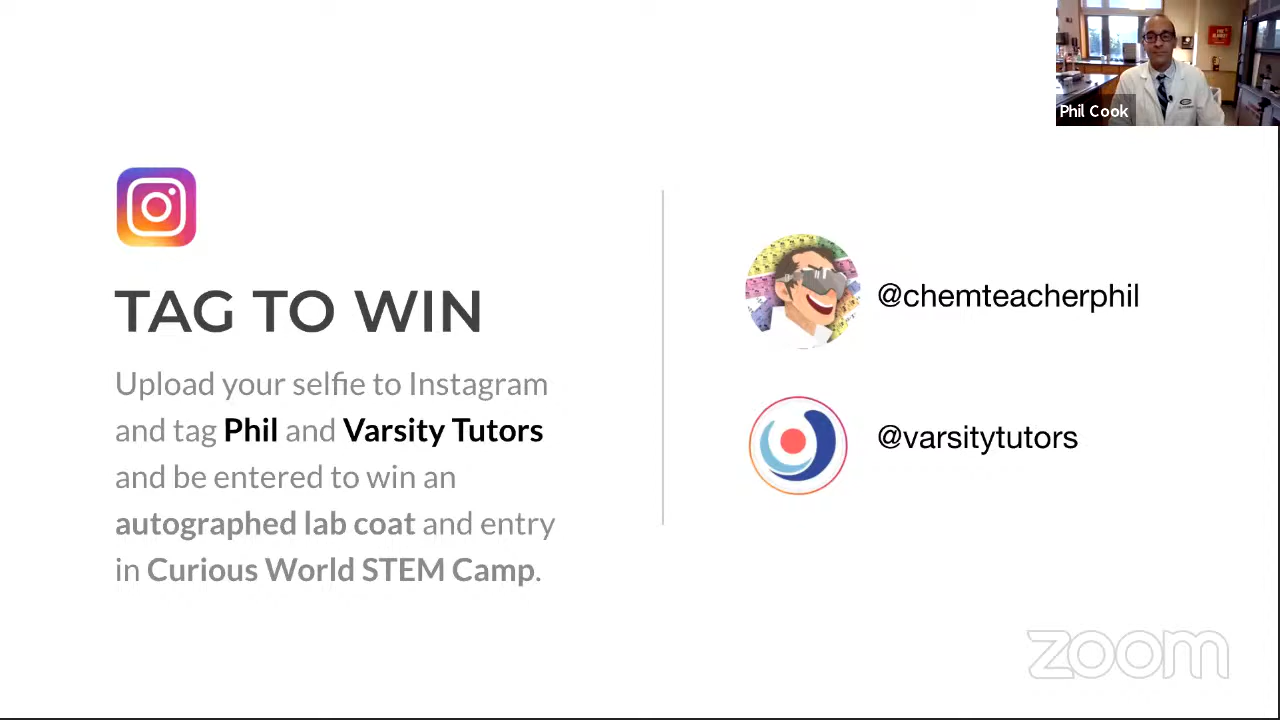 Phil Cook
TAG TO WIN
Upload your selfie to Instagram
and tag Phil and Varsity Tutors
and be entered to win an
autographed lab coat and entry
in Curious World STEM Camp.
@chemteacherphil
@varsitytutors
zoom